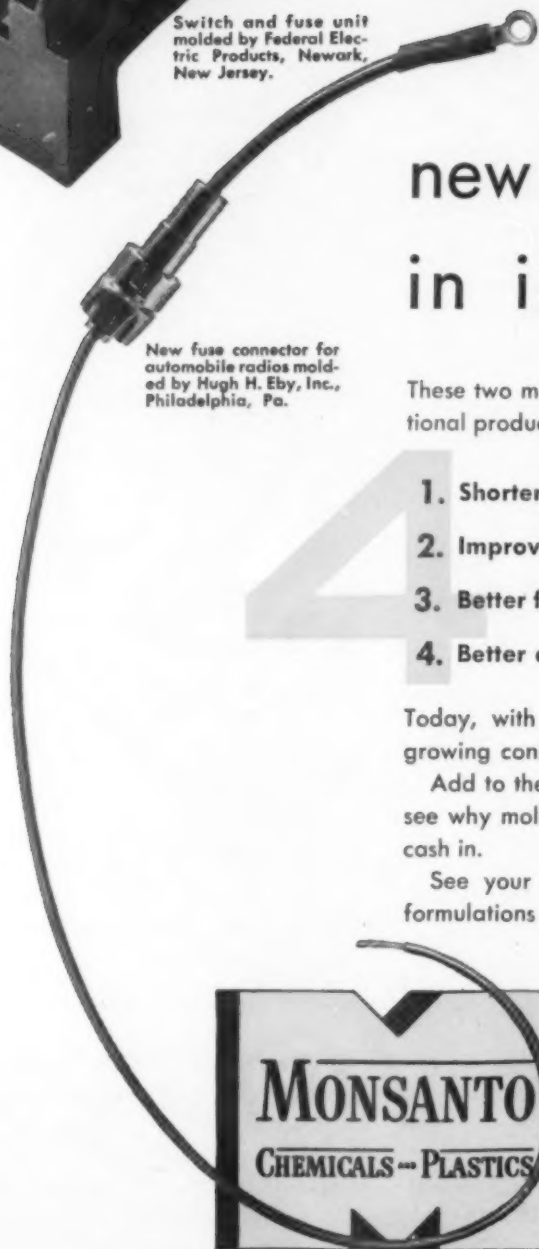 Switch and fuse unit
molded by Federal Elec-
tric Products, Newark,
New Jersey.
new
in i
New fuse connector for
automobile radios mold-
ed by Hugh H. Eby, Inc.,
Philadelphia, Pa.
These two m
tional produ
4
1. Shorter
2. Improv
3. Better f
4. Better
Today, with
growing con
Add to the
see why mol
cash in.
See your
formulations
MONSANTO
CHEMICALS - PLASTICS